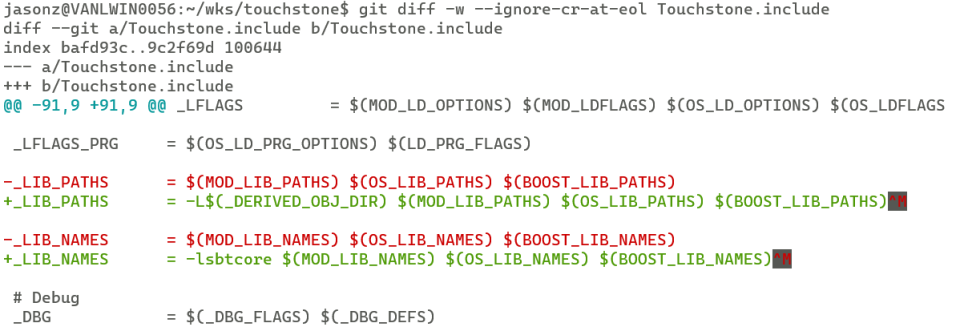 jasonz@VANLWIN0056:~/wks/touchstone$ git diff -w --ignore-cr-at-eol Touchstone.include
diff --git a/Touchstone.include b/Touchstone.include
index bafd93c..9c2f69d 100644
--- a/Touchstone.include
+++ b/Touchstone.include
@@ -91,9 +91,9 @@ _LFLAGS         = $(MOD_LD_OPTIONS) $(MOD_LDFLAGS) $(OS_LD_OPTIONS) $(OS_LDFLAGS
 _LFLAGS_PRG     = $(OS_LD_PRG_OPTIONS) $(LD_PRG_FLAGS)
-_LIB_PATHS      = $(MOD_LIB_PATHS) $(OS_LIB_PATHS) $(BOOST_LIB_PATHS)
+_LIB_PATHS      = -L$(_DERIVED_OBJ_DIR) $(MOD_LIB_PATHS) $(OS_LIB_PATHS) $(BOOST_LIB_PATHS)^M
-_LIB_NAMES      = $(MOD_LIB_NAMES) $(OS_LIB_NAMES) $(BOOST_LIB_NAMES)
+_LIB_NAMES      = -lsbtcore $(MOD_LIB_NAMES) $(OS_LIB_NAMES) $(BOOST_LIB_NAMES)^M
 # Debug
 _DBG            = $(_DBG_FLAGS) $(_DBG_DEFS)